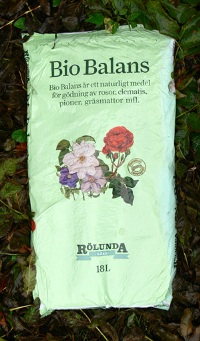 Bio Balans
Bio Balans är ett naturligt medel
för gödning av rosor, clematis,
pioner, gräsmattor mfl.
RÖLUNDA
18L